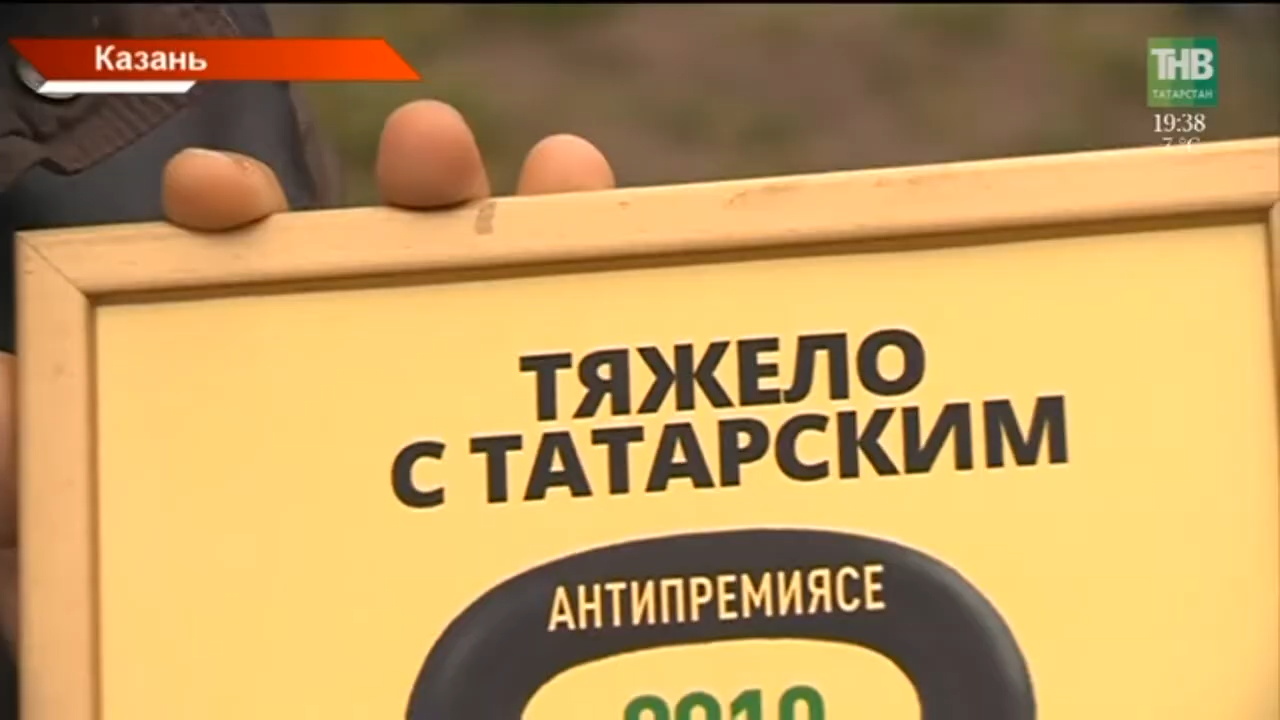 Казань
ТНВ
ТАТАРСТАН
19:38
ТЯЖЕЛО
С ТАТАРСКИМ
АНТИПРЕМИЯСЕ